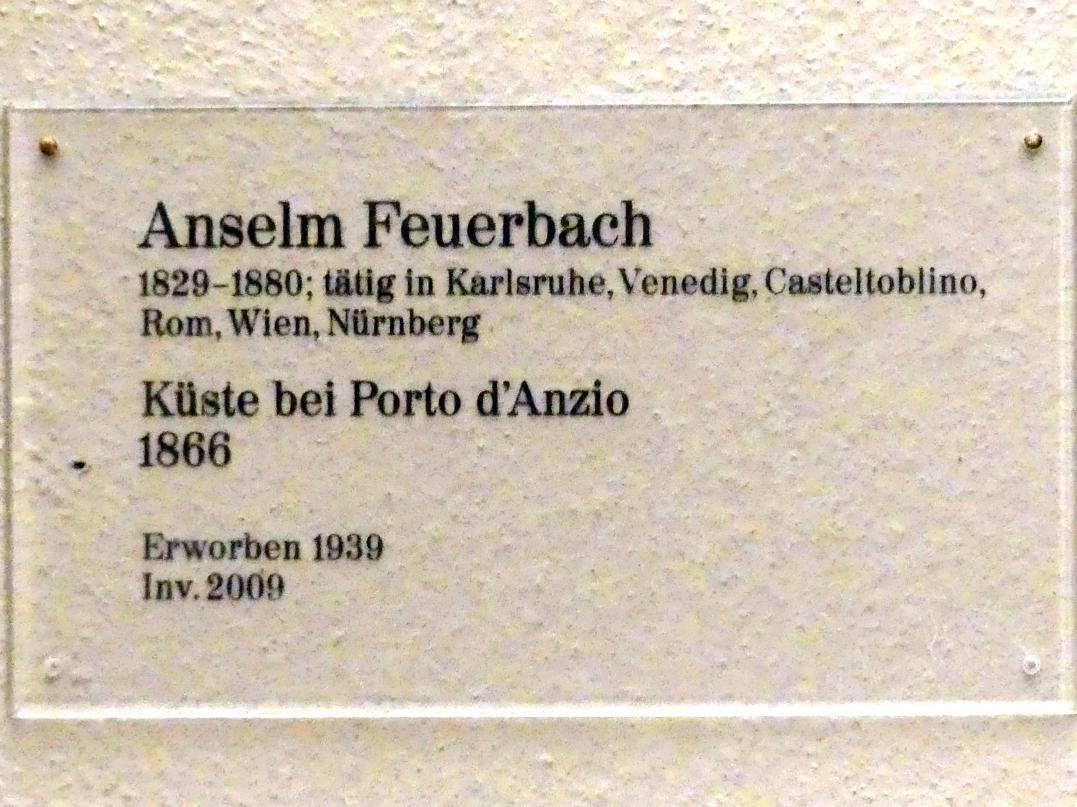 Anselm Feuerbach
1829–1880; tätig in Karlsruhe, Venedig, Casteltoblino,
Rom, Wien, Nürnberg
Küste bei Porto d'Anzio
1866
Erworben 1939
Inv. 2009